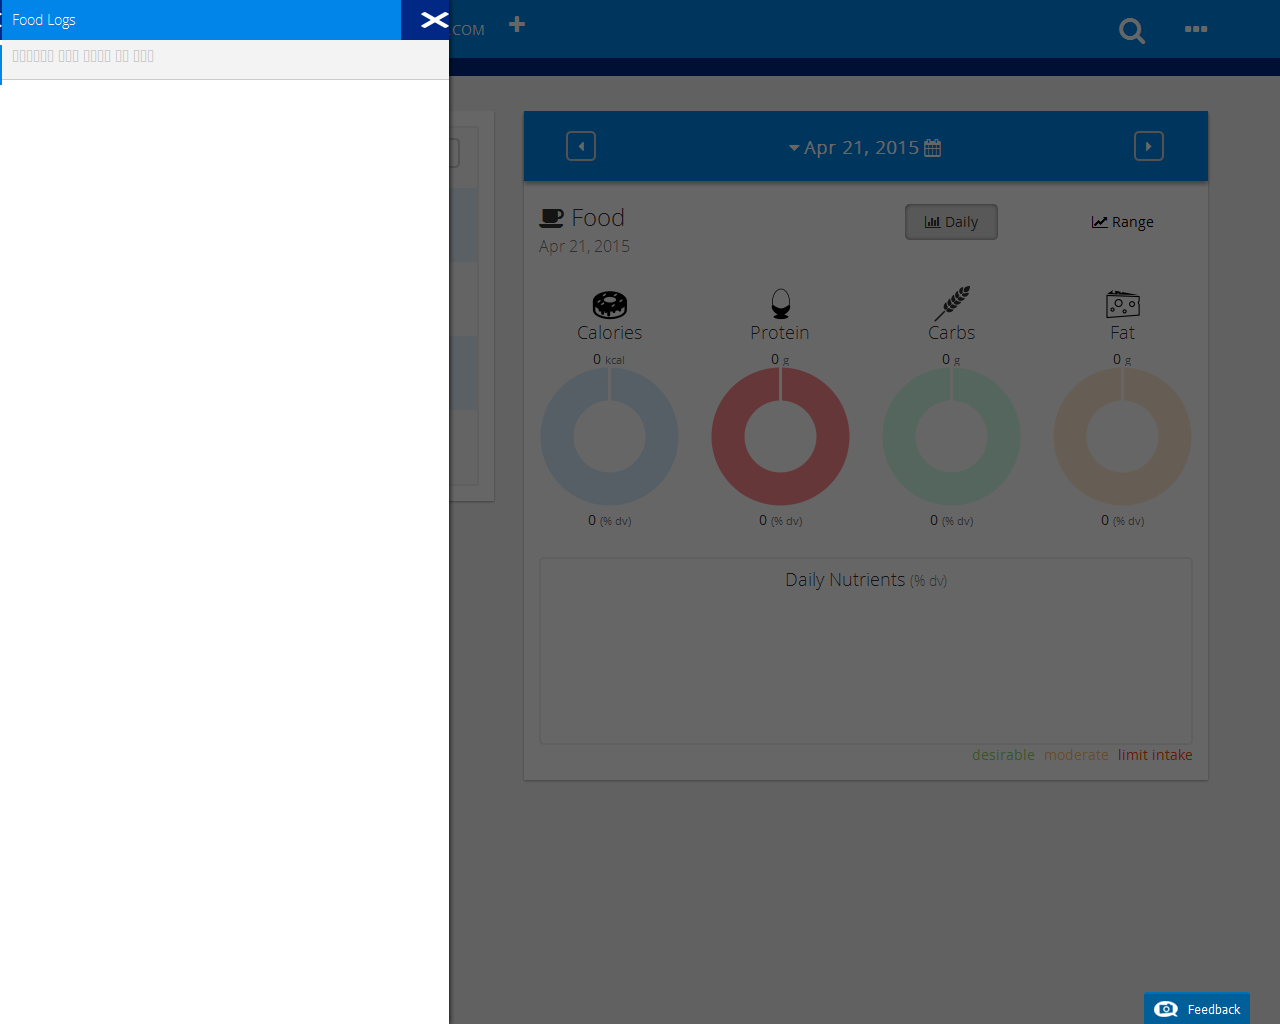 Food Logs
.COM
Apr 21, 2015
Food
Apr 21, 2015
Daily
Range
Calories
Protein
Carbs
Fat
0 kcal
0 g
0 g
0 g
0 (% dv)
0 (% dv)
0 (% dv)
0 (% dv)
Daily Nutrients (% dv)
desirable moderate limit intake
Feedback